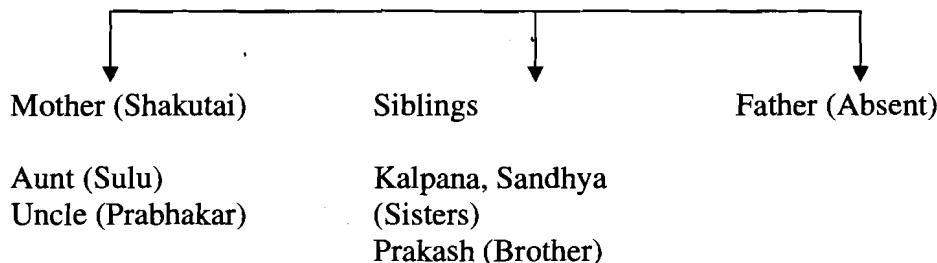 Mother (Shakutai) Siblings Father (Absent)
Aunt (Sulu) Kalpana, Sandhya
Uncle (Prabhakar) (Sisters)
Prakash (Brother)